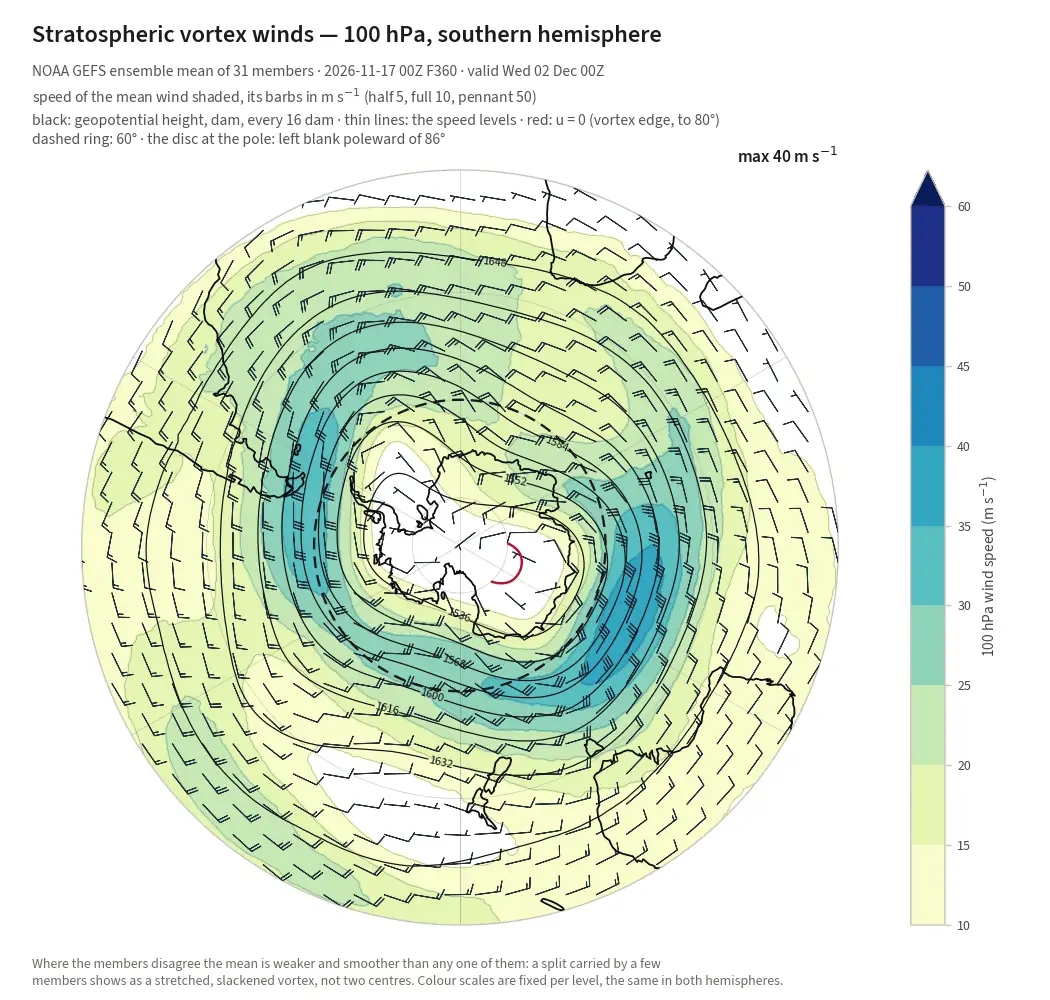 Stratospheric vortex winds — 100 hPa, southern hemisphere
NOAA GEFS ensemble mean of 31 members · 2026-11-17 00Z F360 · valid Wed 02 Dec 00Z
speed of the mean wind shaded, its barbs in m s⁻¹ (half 5, full 10, pennant 50)
black: geopotential height, dam, every 16 dam · thin lines: the speed levels · red: u = 0 (vortex edge, to 80°)
dashed ring: 60° · the disc at the pole: left blank poleward of 86°
max 40 m s⁻¹
1648
1584
1552
1536
1568
1600
1616
1632
60
50
45
40
35
30
25
20
15
10
100 hPa wind speed (m s⁻¹)
Where the members disagree the mean is weaker and smoother than any one of them: a split carried by a few
members shows as a stretched, slackened vortex, not two centres. Colour scales are fixed per level, the same in both hemispheres.